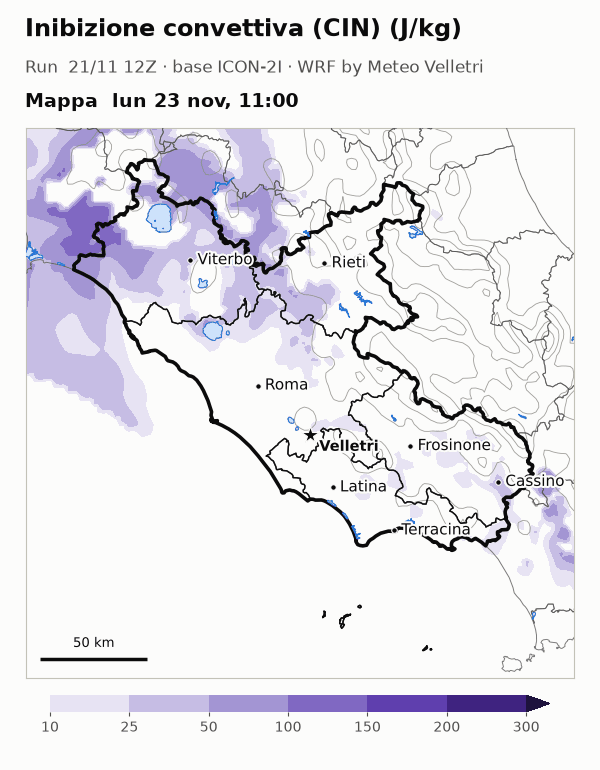 Inibizione convettiva (CIN) (J/kg)
Run  21/11 12Z · base ICON-2I · WRF by Meteo Velletri
Mappa  lun 23 nov, 11:00
Viterbo
Rieti
Roma
Velletri
Frosinone
Cassino
Latina
Terracina
50 km
10 25 50 100 150 200 300